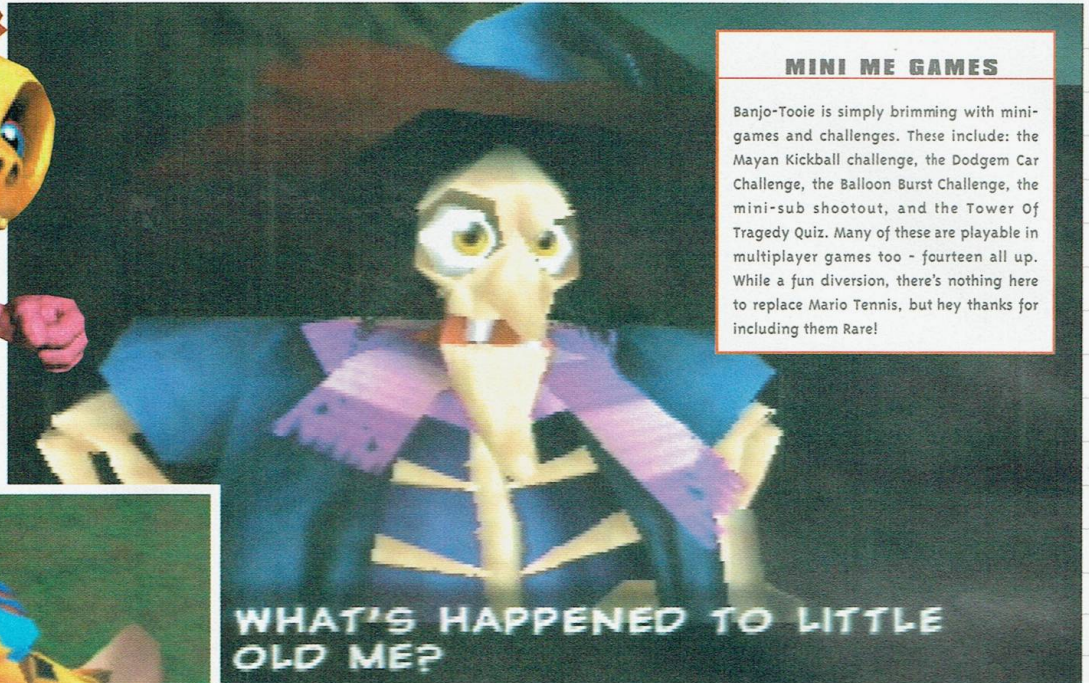 MINI ME GAMES
Banjo-Tooie is simply brimming with mini-
games and challenges. These include: the
Mayan Kickball challenge, the Dodgem Car
Challenge, the Balloon Burst Challenge, the
mini-sub shootout, and the Tower Of
Tragedy Quiz. Many of these are playable in
multiplayer games too - fourteen all up.
While a fun diversion, there's nothing here
to replace Mario Tennis, but hey thanks for
including them Rare!
WHAT'S HAPPENED TO LITTLE
OLD ME?